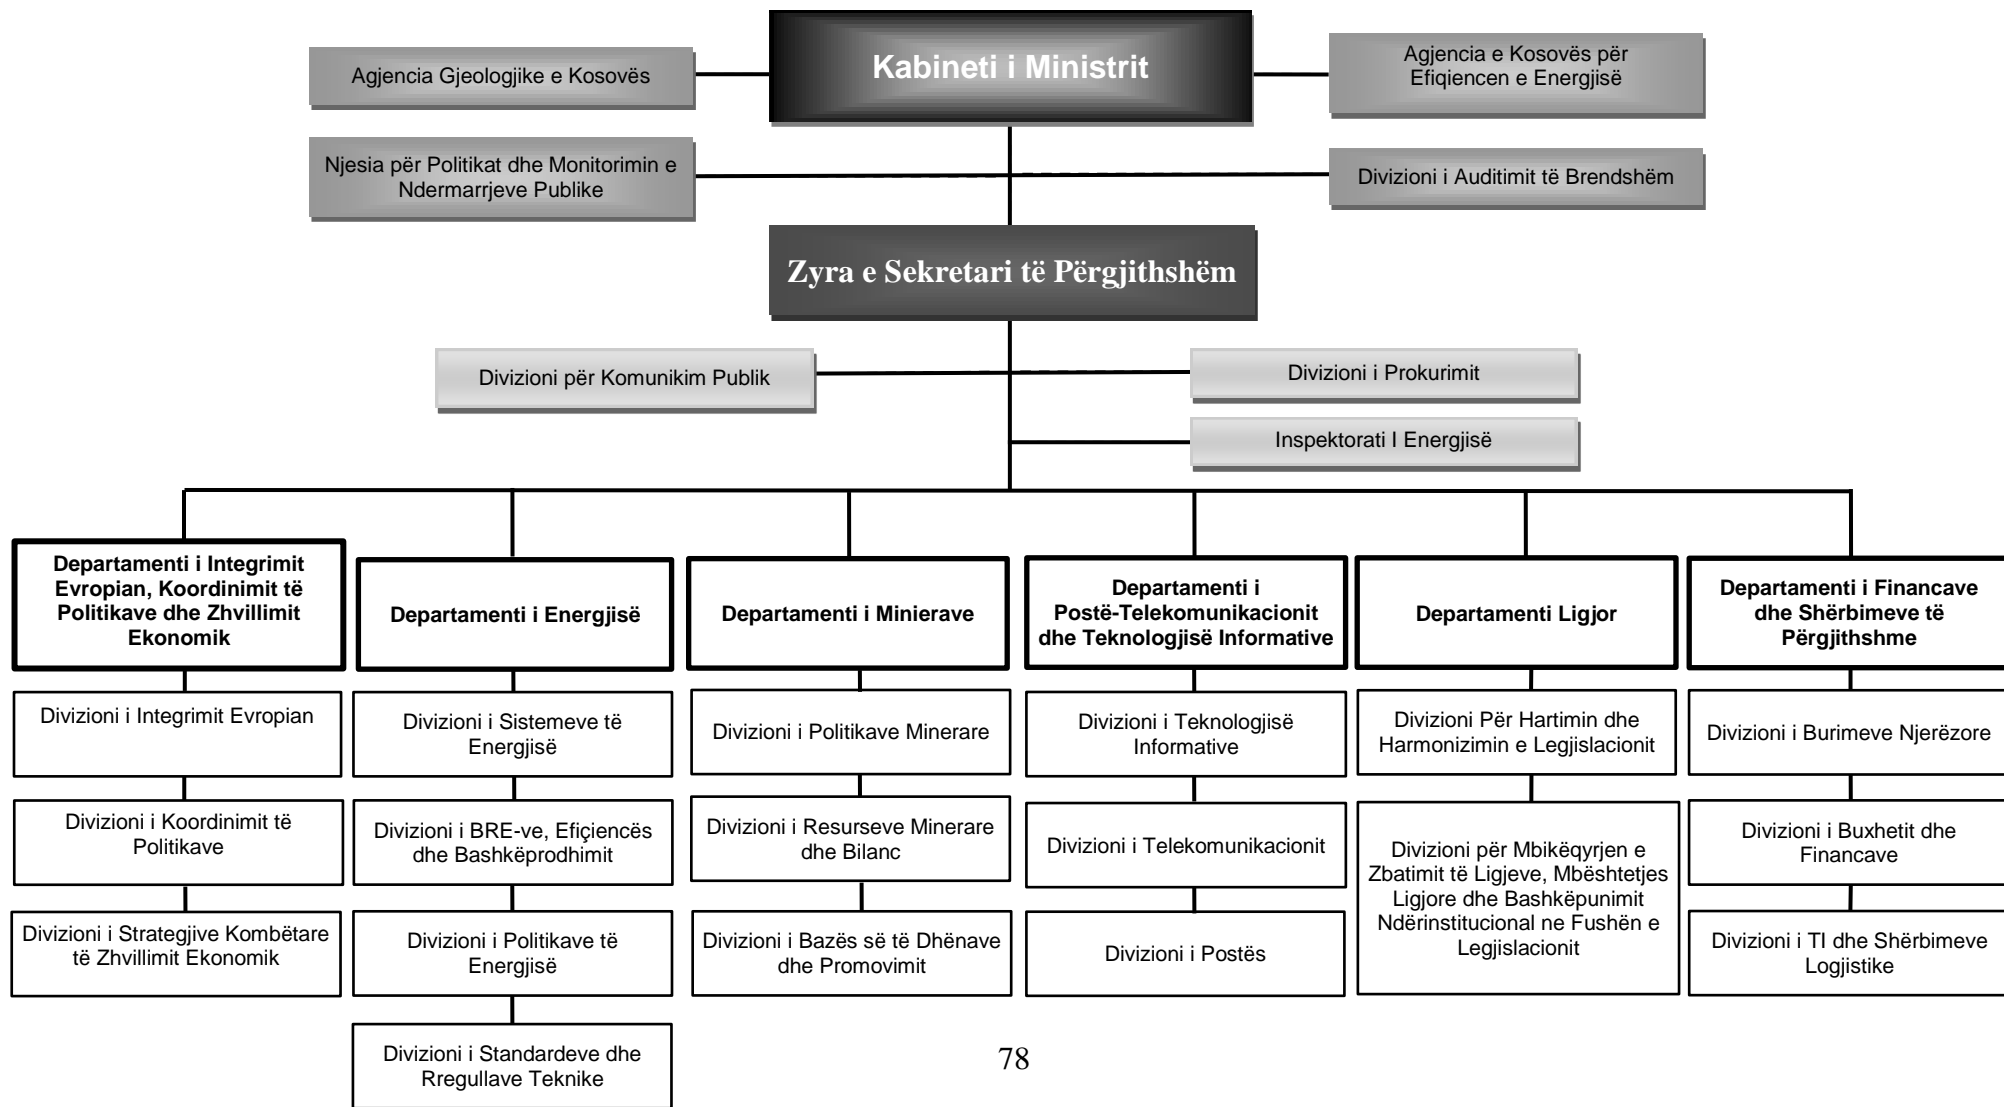 Kabineti i Ministrit
Agjencia Gjeologjike e Kosovës
Agjencia e Kosovës për
Efiqiencen e Energjisë
Njesia për Politikat dhe Monitorimin e
Ndermarrjeve Publike
Divizioni i Auditimit të Brendshëm
Zyra e Sekretari të Përgjithshëm
Divizioni për Komunikim Publik
Divizioni i Prokurimit
Inspektorati I Energjisë
Departamenti i Integrimit
Evropian, Koordinimit të
Politikave dhe Zhvillimit
Ekonomik
Departamenti i Energjisë
Departamenti i Minierave
Departamenti i
Postë-Telekomunikacionit
dhe Teknologjisë Informative
Departamenti Ligjor
Departamenti i Financave
dhe Shërbimeve të
Përgjithshme
Divizioni i Integrimit Evropian
Divizioni i Sistemeve të
Energjisë
Divizioni i Politikave Minerare
Divizioni i Teknologjisë
Informative
Divizioni Për Hartimin dhe
Harmonizimin e Legjislacionit
Divizioni i Burimeve Njerëzore
Divizioni i Koordinimit të
Politikave
Divizioni i BRE-ve, Efiçiencës
dhe Bashkëprodhimit
Divizioni i Resurseve Minerare
dhe Bilanc
Divizioni i Telekomunikacionit
Divizioni për Mbikëqyrjen e
Zbatimit të Ligjeve, Mbështetjes
Ligjore dhe Bashkëpunimit
Ndërinstitucional ne Fushën e
Legjislacionit
Divizioni i Buxhetit dhe
Financave
Divizioni i Strategjive Kombëtare
të Zhvillimit Ekonomik
Divizioni i Politikave të
Energjisë
Divizioni i Bazës së të Dhënave
dhe Promovimit
Divizioni i Postës
Divizioni i TI dhe Shërbimeve
Logjistike
Divizioni i Standardeve dhe
Rregullave Teknike
78